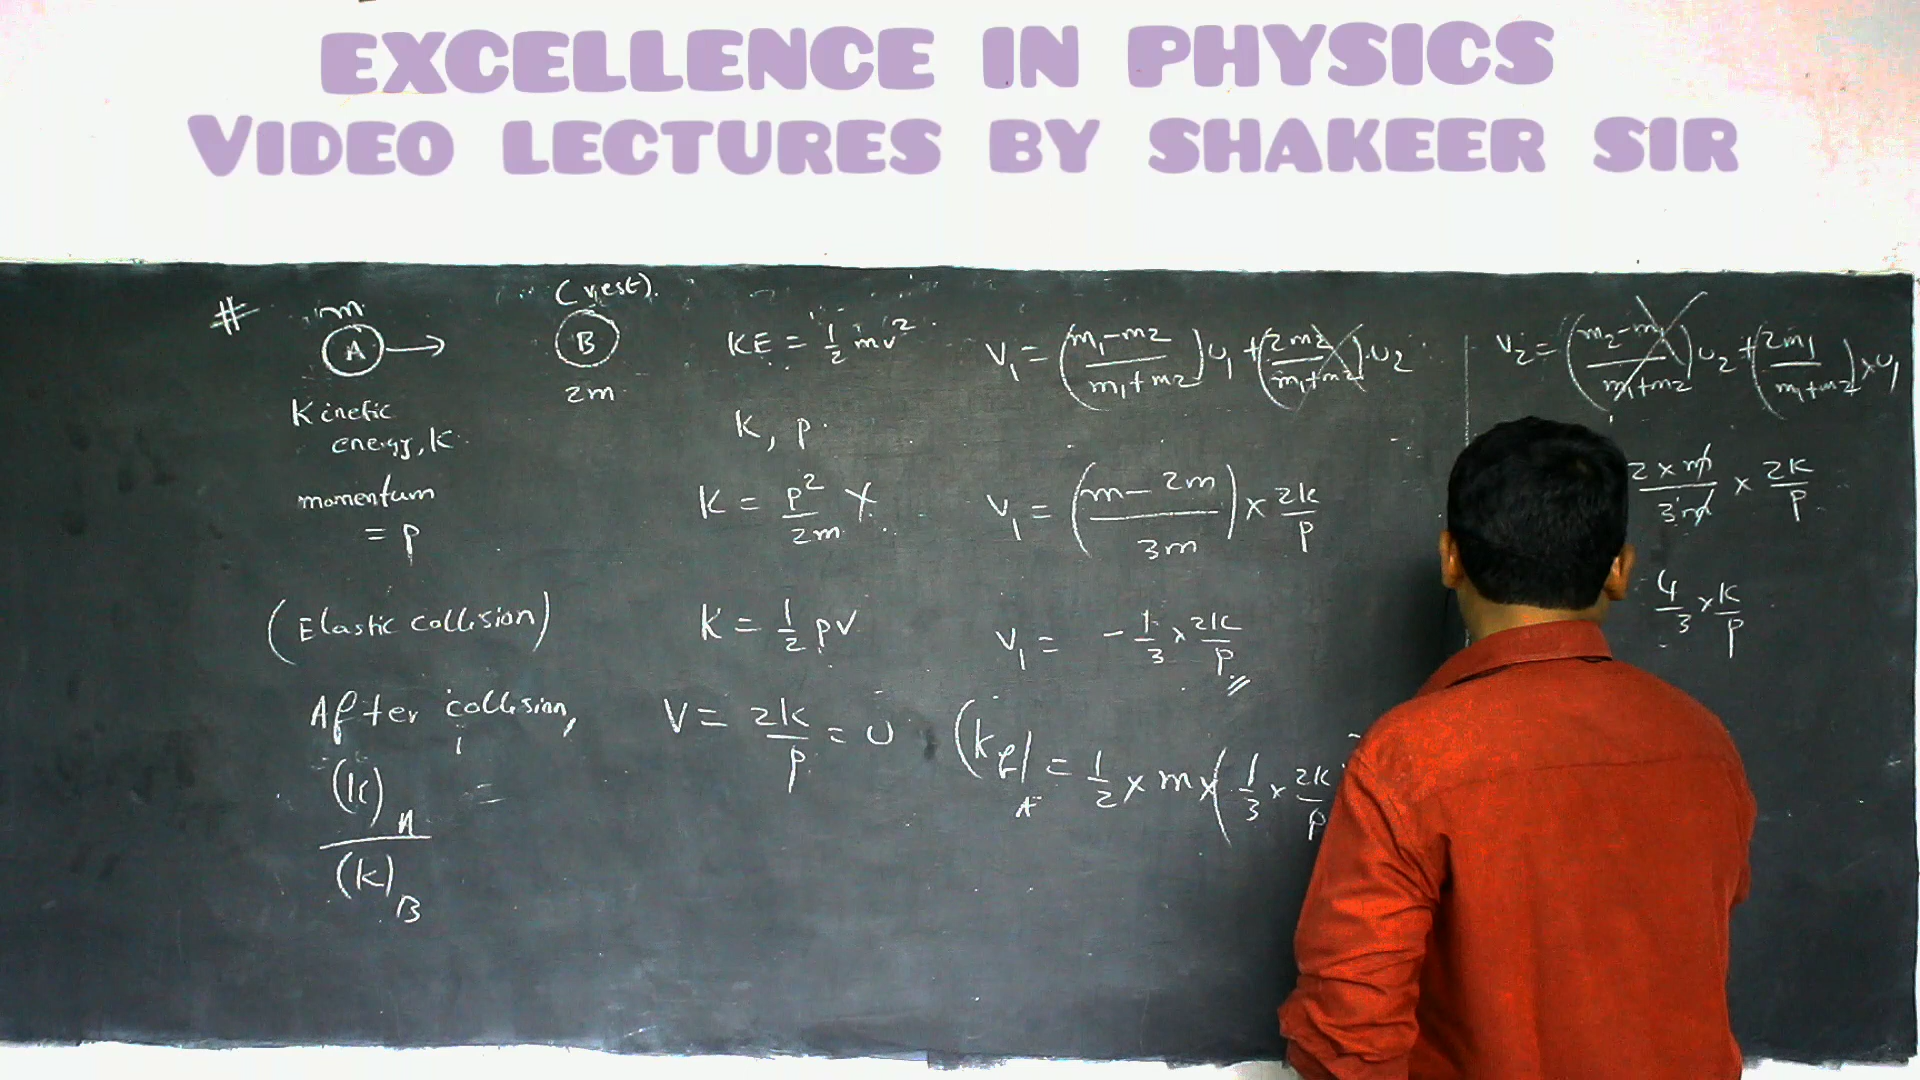 EXCELLENCE IN PHYSICS
VIDEO LECTURES BY SHAKEER SIR
#
m
A
(rest).
B
2m
Kinetic
energy, K
momentum
= p
(Elastic collision)
After collision,
(K)A / (K)B =
KE = 1/2 mv²
K, p
K = p²/2m X
K = 1/2 pv
V = 2K/p = U
V₁ = (m₁-m₂ / m₁+m₂) U₁ + (2m₂ / m₁+m₂) . U₂
V₁ = (m - 2m / 3m) × 2K/p
V₁ = - 1/3 × 2K/p
(K_f)A = 1/2 × m × (1/3 × 2K/p
V₂ = (m₂-m₁ / m₁+m₂) U₂ + (2m₁ / m₁+m₂) × U₁
2 × m / 3m × 2K/p
4/3 × K/p